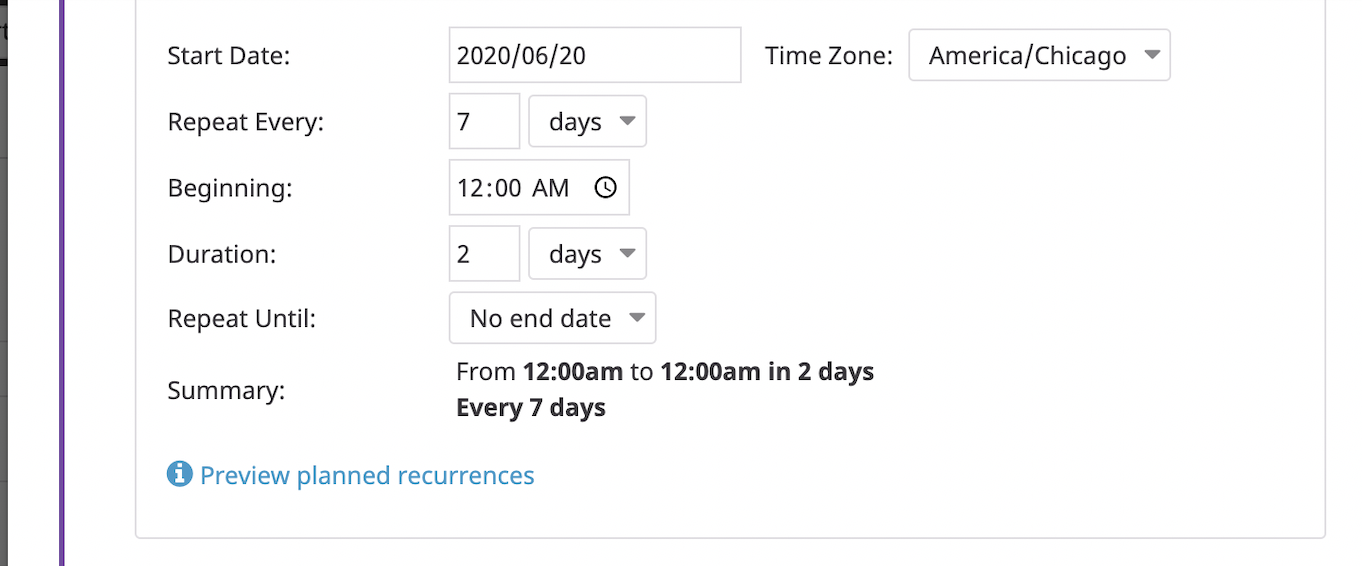 Start Date: 2020/06/20 Time Zone: America/Chicago
Repeat Every: 7 days
Beginning: 12:00 AM
Duration: 2 days
Repeat Until: No end date
Summary: From 12:00am to 12:00am in 2 days
Every 7 days
Preview planned recurrences